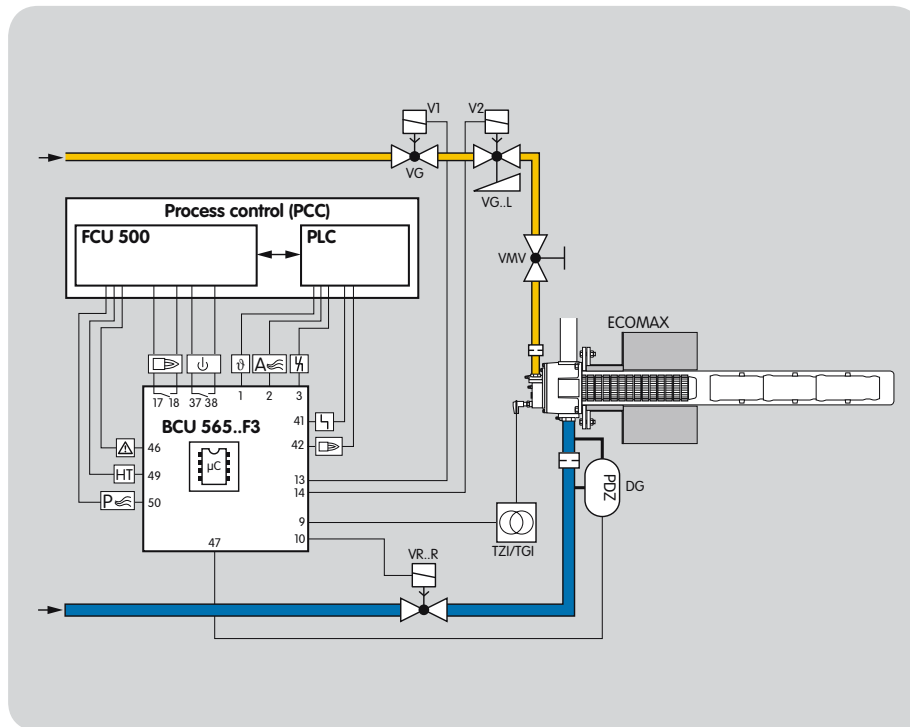 V1
V2
VG
VG..L
Process control (PCC)
FCU 500
PLC
VMV
ECOMAX
ϑ
A
17 18
37 38
1
2
3
BCU 565..F3
41
µC
42
46
HT
49
13
14
P
50
PDZ
DG
9
10
TZI/TGI
47
VR..R